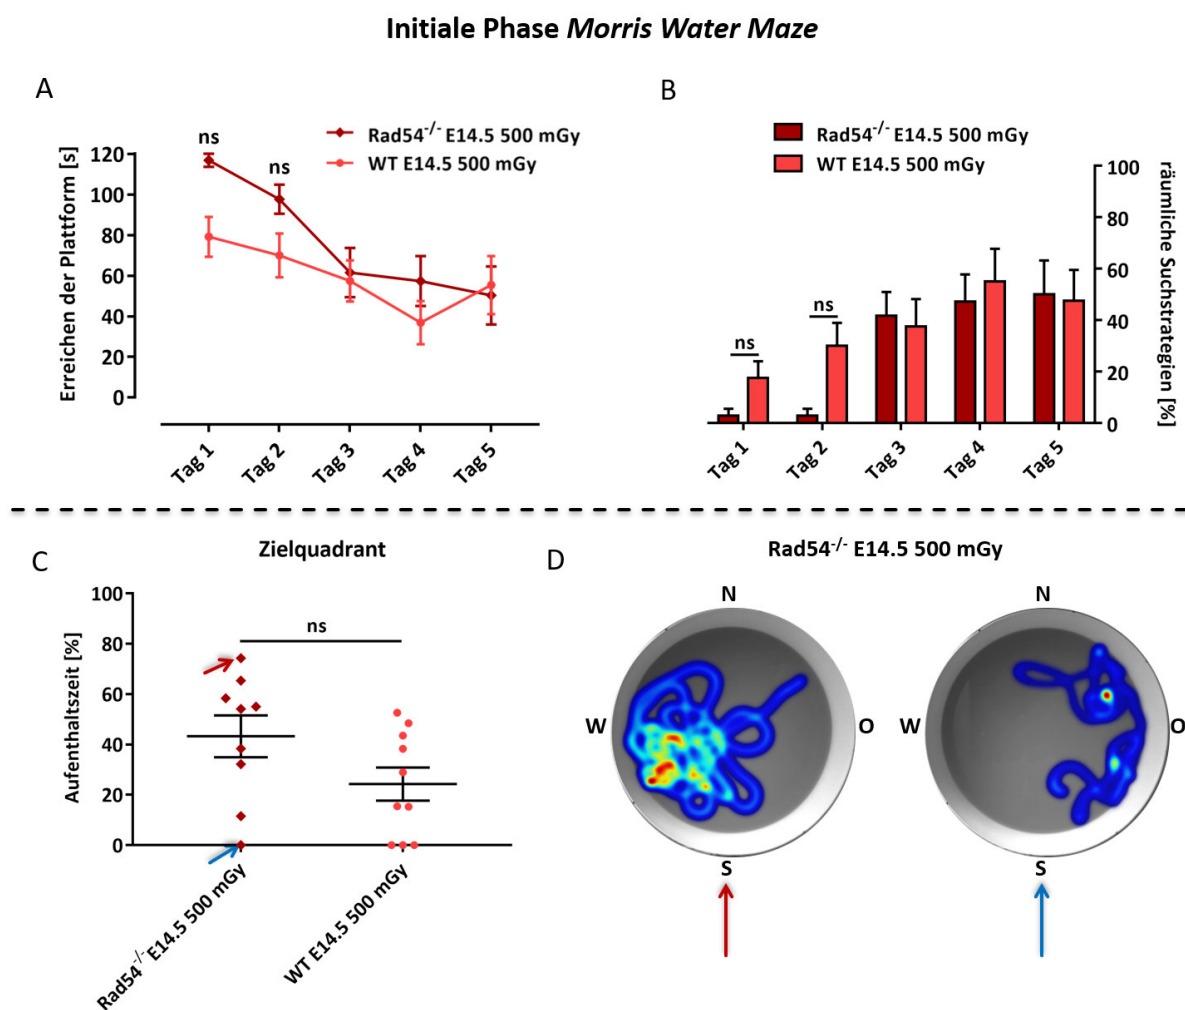 Initiale Phase Morris Water Maze
A
Erreichen der Plattform [s]
120
100
80
60
40
20
0
ns
ns
Rad54-/- E14.5 500 mGy
WT E14.5 500 mGy
Tag 1
Tag 2
Tag 3
Tag 4
Tag 5
B
Rad54-/- E14.5 500 mGy
WT E14.5 500 mGy
ns
ns
100
80
60
40
20
0
räumliche Suchstrategien [%]
Tag 1
Tag 2
Tag 3
Tag 4
Tag 5
C
Zielquadrant
Aufenthaltszeit [%]
100
80
60
40
20
0
ns
Rad54-/- E14.5 500 mGy
WT E14.5 500 mGy
D
Rad54-/- E14.5 500 mGy
N
W
O
S
N
W
O
S